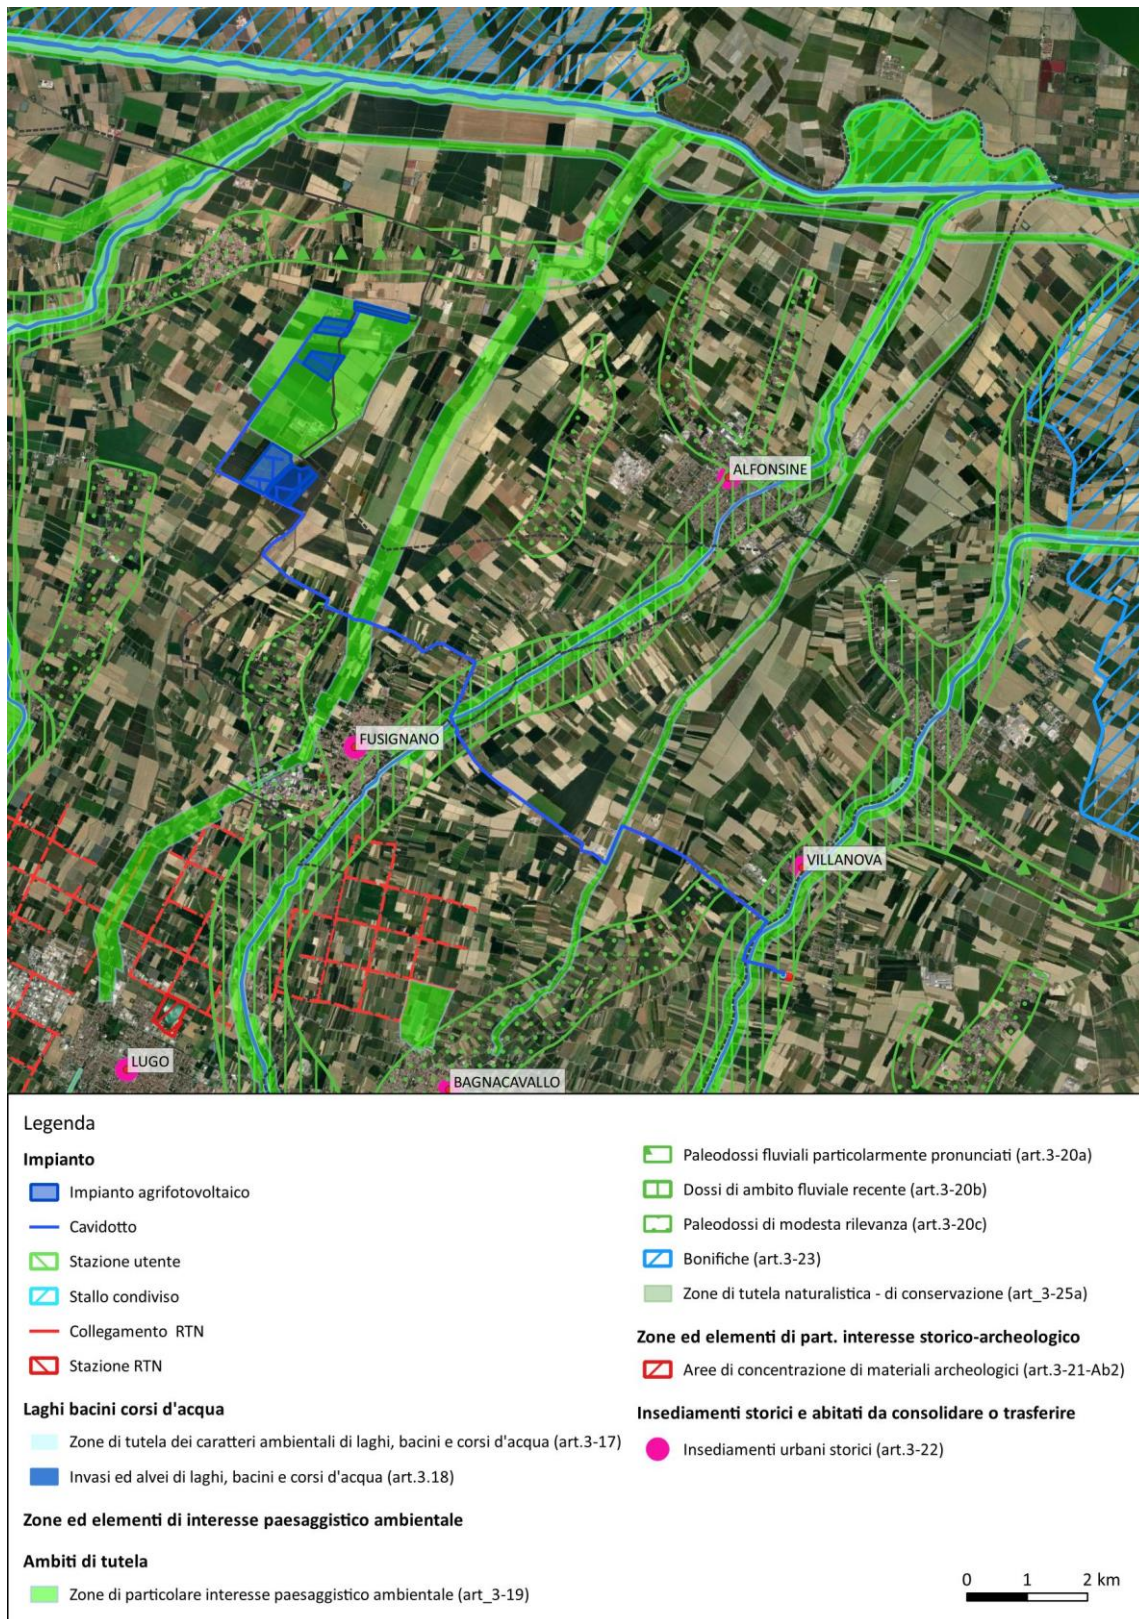 ALFONSINE
FUSIGNANO
VILLANOVA
LUGO
BAGNACAVALLO
Legenda
Impianto
Impianto agrifotovoltaico
Cavidotto
Stazione utente
Stallo condiviso
Collegamento RTN
Stazione RTN
Laghi bacini corsi d'acqua
Zone di tutela dei caratteri ambientali di laghi, bacini e corsi d'acqua (art.3-17)
Invasi ed alvei di laghi, bacini e corsi d'acqua (art.3.18)
Zone ed elementi di interesse paesaggistico ambientale
Ambiti di tutela
Zone di particolare interesse paesaggistico ambientale (art_3-19)
Paleodossi fluviali particolarmente pronunciati (art.3-20a)
Dossi di ambito fluviale recente (art.3-20b)
Paleodossi di modesta rilevanza (art.3-20c)
Bonifiche (art.3-23)
Zone di tutela naturalistica - di conservazione (art_3-25a)
Zone ed elementi di part. interesse storico-archeologico
Aree di concentrazione di materiali archeologici (art.3-21-Ab2)
Insediamenti storici e abitati da consolidare o trasferire
Insediamenti urbani storici (art.3-22)
0 1 2 km